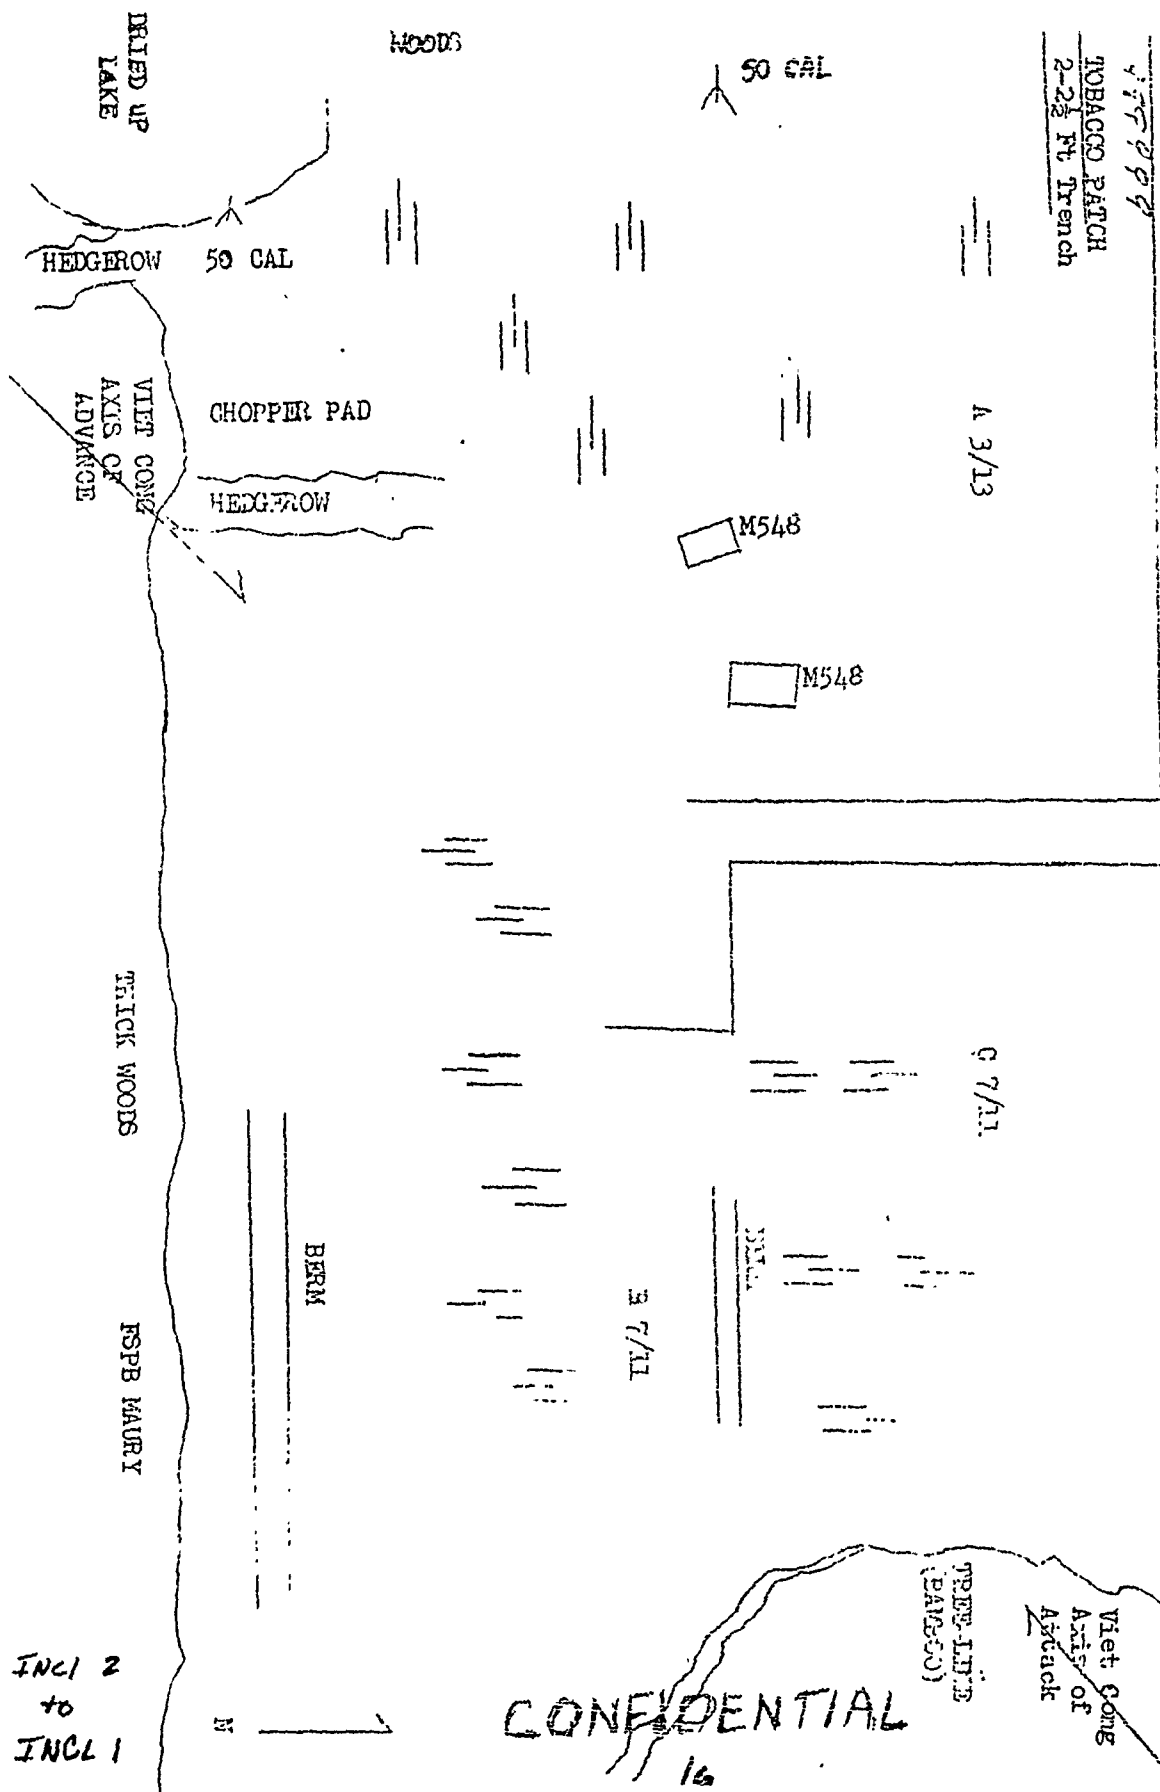 DRIED UP
LAKE
WOODS
50 CAL
TOBACCO PATCH
2-2½ Ft Trench
HEDGEROW
50 CAL
VIET CONG
AXIS OF
ADVANCE
CHOPPER PAD
HEDGEROW
A 3/13
M548
M548
THICK WOODS
C 7/11
BERM
B 7/11
FSPB MAURY
TREE-LINE
(BAMBOO)
Viet Cong
Axis of
Attack
INCl 2
to
INCL 1
N
CONFIDENTIAL
16